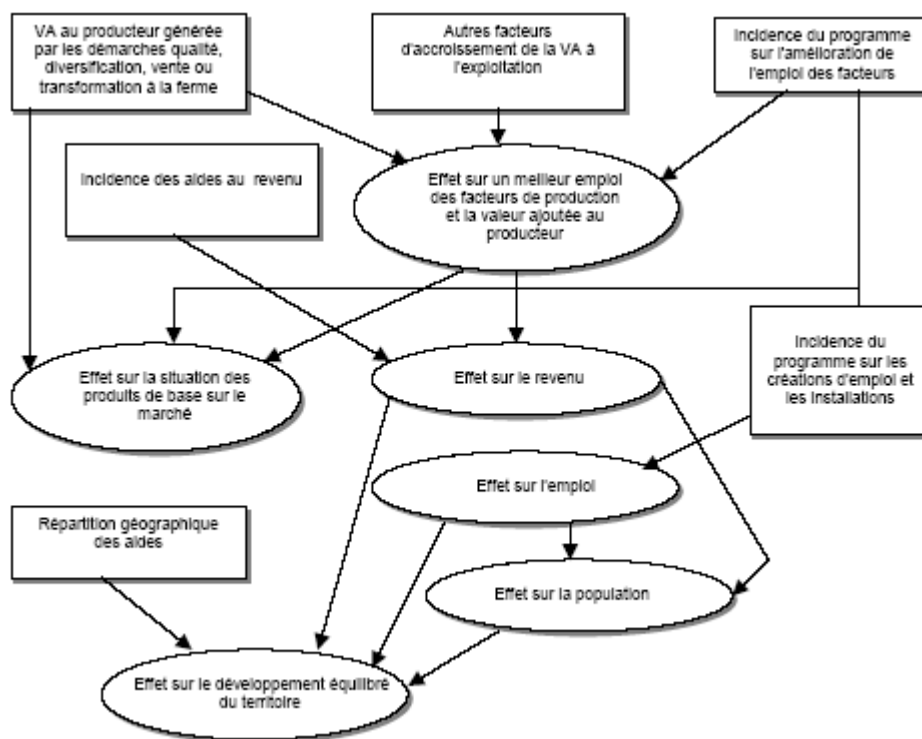 VA au producteur générée
par les démarches qualité,
diversification, vente ou
transformation à la ferme
Autres facteurs
d'accroissement de la VA à
l'exploitation
Incidence du programme
sur l'amélioration de
l'emploi des facteurs
Incidence des aides au revenu
Effet sur un meilleur emploi
des facteurs de production
et la valeur ajoutée au
producteur
Incidence du
programme sur les
créations d'emploi et
les installations
Effet sur la situation des
produits de base sur le
marché
Effet sur le revenu
Effet sur l'emploi
Répartition géographique
des aides
Effet sur la population
Effet sur le développement équilibré
du territoire